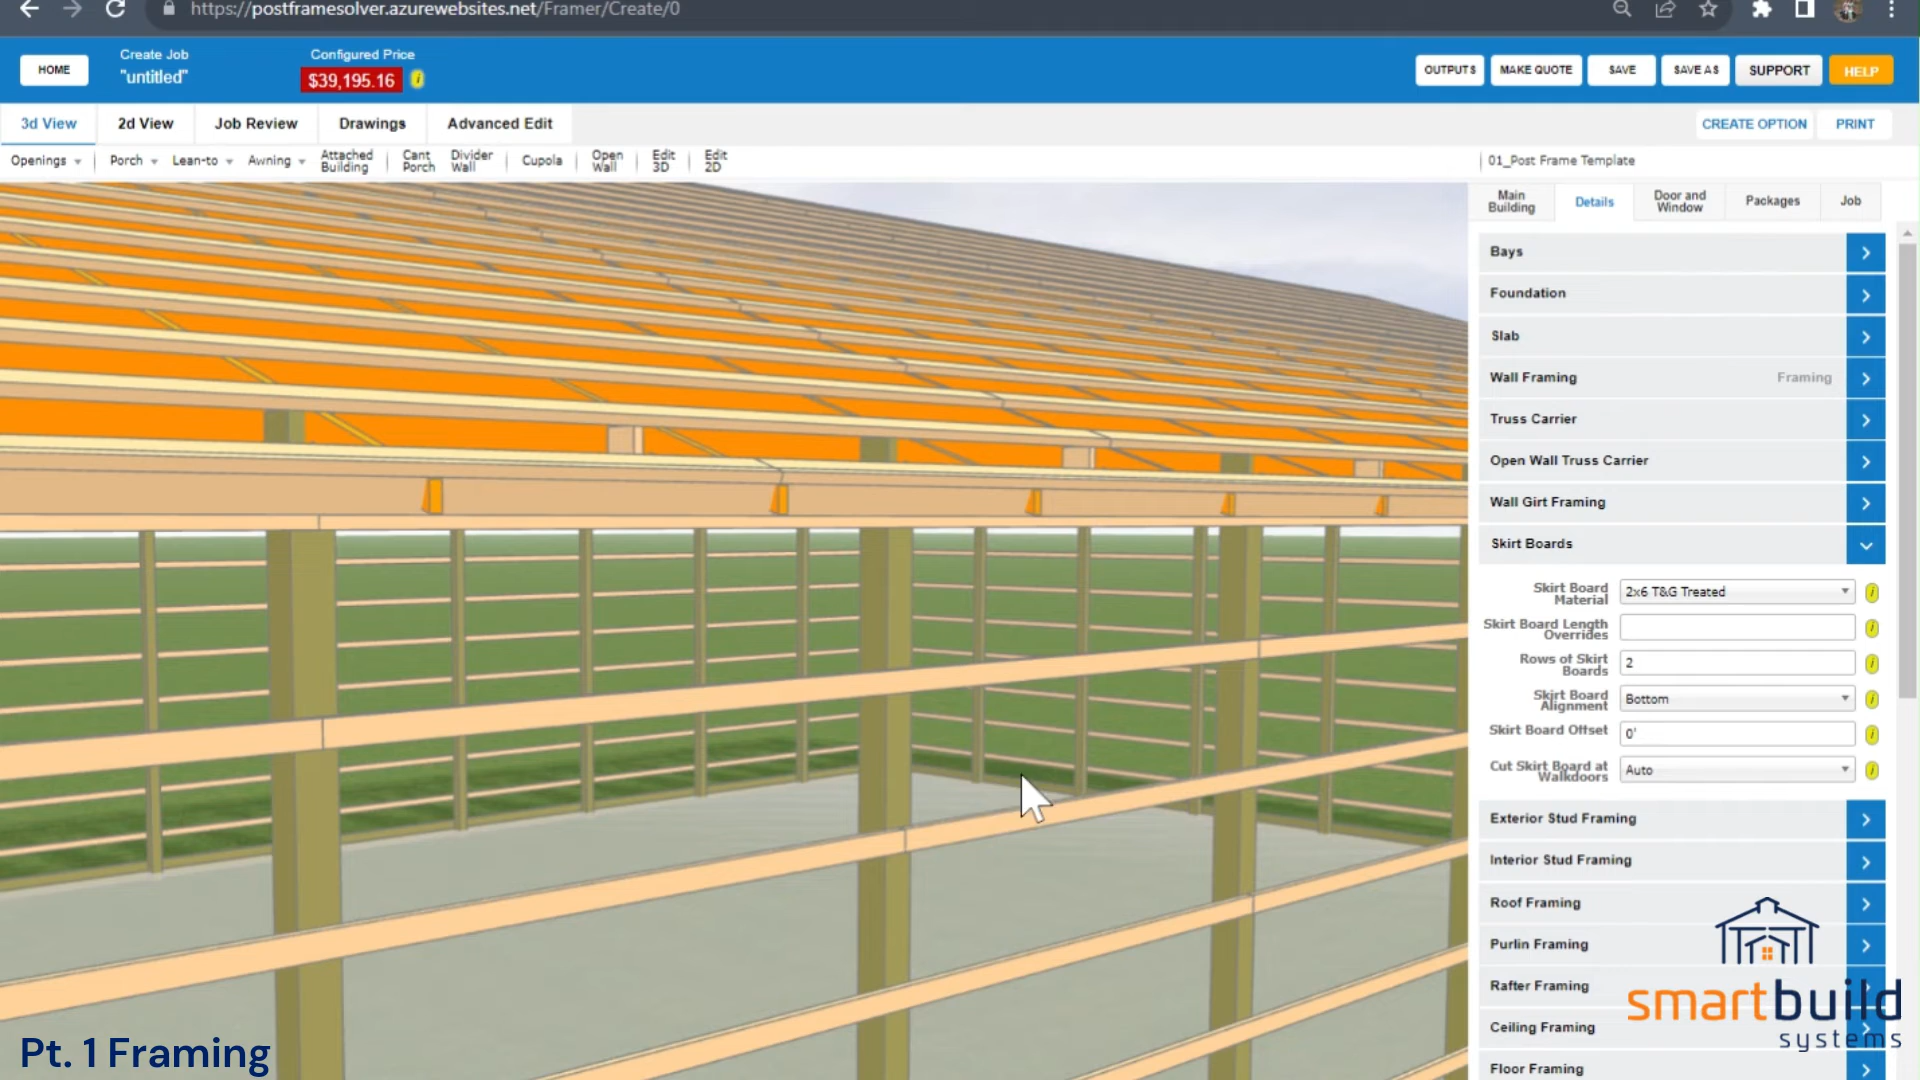 https://postframesolver.azurewebsites.net/Framer/Create/0
HOME
Create Job
"untitled"
Configured Price
$39,195.16
OUTPUTS
MAKE QUOTE
SAVE
SAVE AS
SUPPORT
HELP
3d View
2d View
Job Review
Drawings
Advanced Edit
CREATE OPTION
PRINT
Openings
Porch
Lean-to
Awning
Attached
Building
Cant
Porch
Divider
Wall
Cupola
Open
Wall
Edit
3D
Edit
2D
01_Post Frame Template
Main
Building
Details
Door and
Window
Packages
Job
Bays
Foundation
Slab
Wall Framing
Framing
Truss Carrier
Open Wall Truss Carrier
Wall Girt Framing
Skirt Boards
Skirt Board
Material
2x6 T&G Treated
Skirt Board Length
Overrides
Rows of Skirt
Boards
2
Skirt Board
Alignment
Bottom
Skirt Board Offset
0'
Cut Skirt Board at
Walkdoors
Auto
Exterior Stud Framing
Interior Stud Framing
Roof Framing
Purlin Framing
Rafter Framing
Ceiling Framing
Floor Framing
smartbuild
systems
Pt. 1 Framing